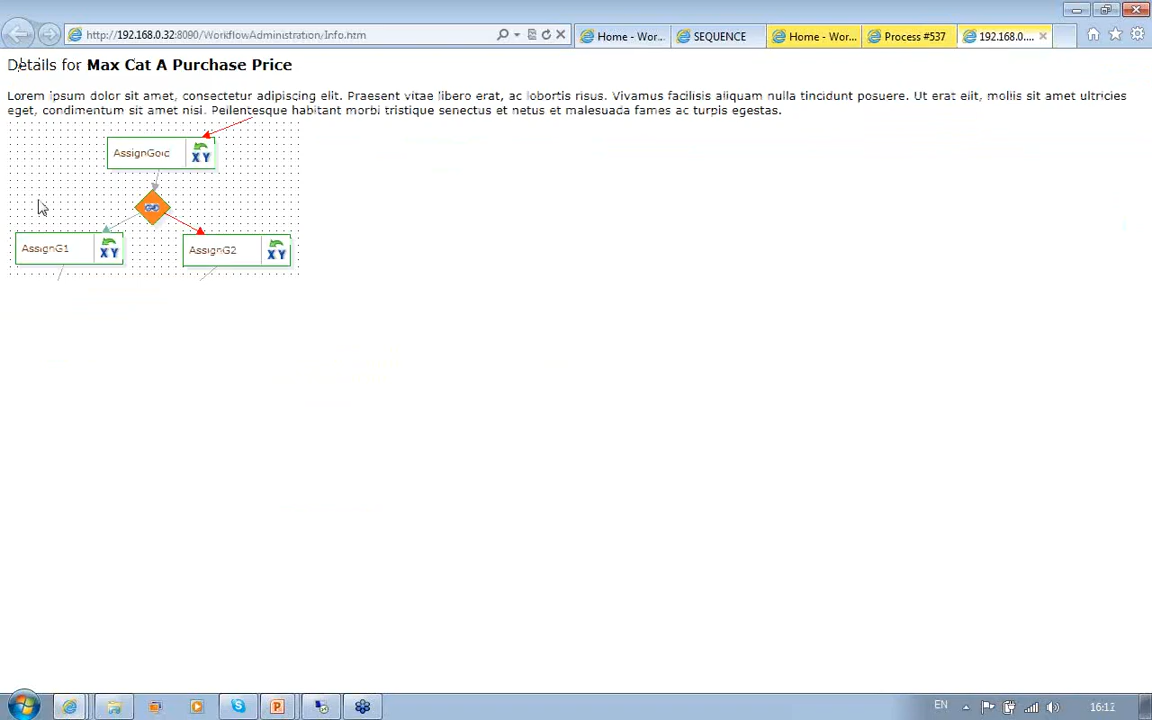 http://192.168.0.32:8090/WorkflowAdministration/Info.htm
Home - Wor...
SEQUENCE
Home - Wor...
Process #537
192.168.0....
Details for Max Cat A Purchase Price
Lorem ipsum dolor sit amet, consectetur adipiscing elit. Praesent vitae libero erat, ac lobortis risus. Vivamus facilisis aliquam nulla tincidunt posuere. Ut erat elit, mollis sit amet ultricies
eget, condimentum sit amet nisi. Pellentesque habitant morbi tristique senectus et netus et malesuada fames ac turpis egestas.
XY
AssignG1
XY
AssignG2
XY
EN
16:12